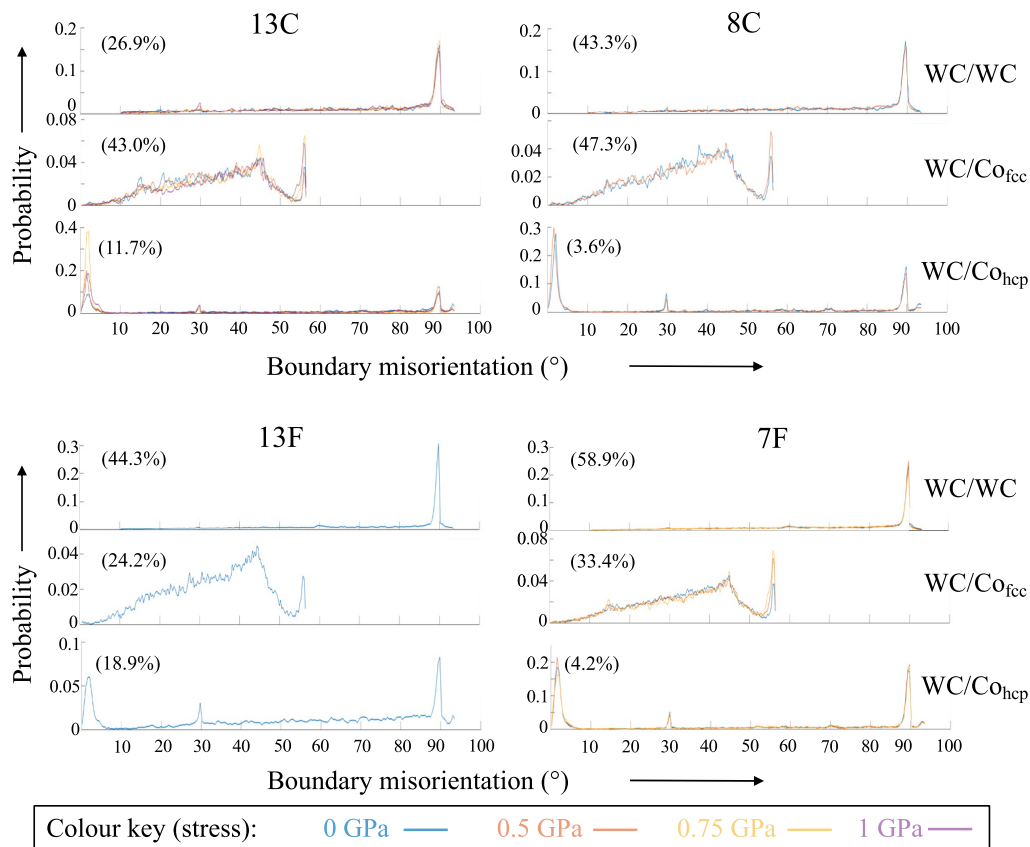 13C
8C
0.2
0.1
0
(26.9%)
0.2
0.1
0
(43.3%)
WC/WC
0.08
0.04
0
(43.0%)
0.04
0.02
0
(47.3%)
WC/Cofcc
0.4
0.2
0
(11.7%)
0.3
0.2
0.1
0
(3.6%)
WC/Cohcp
Probability
10 20 30 40 50 60 70 80 90 100
10 20 30 40 50 60 70 80 90 100
Boundary misorientation (°)
13F
7F
0.3
0.2
0.1
(44.3%)
0.3
0.2
0.1
0
(58.9%)
WC/WC
0.04
0.02
0
(24.2%)
0.08
0.04
0
(33.4%)
WC/Cofcc
0.1
0.05
0
(18.9%)
0.2
0.1
0
(4.2%)
WC/Cohcp
Probability
10 20 30 40 50 60 70 80 90 100
10 20 30 40 50 60 70 80 90 100
Boundary misorientation (°)
Colour key (stress): 0 GPa 0.5 GPa 0.75 GPa 1 GPa